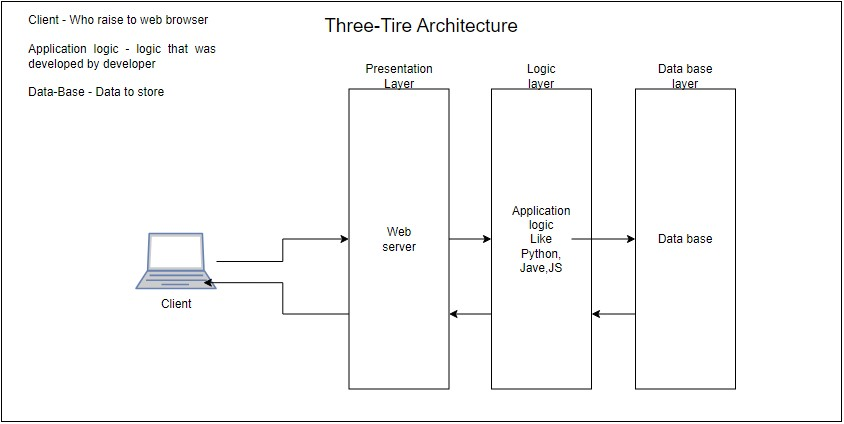 Client - Who raise to web browser
Three-Tire Architecture
Application logic - logic that was
developed by developer
Data-Base - Data to store
Presentation
Layer
Logic
layer
Data base
layer
Web
server
Application
logic
Like
Python,
Jave,JS
Data base
Client